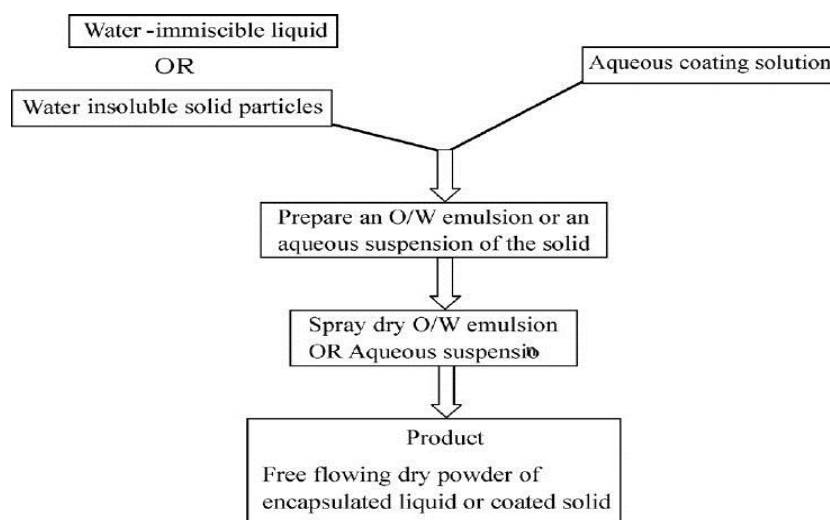 Water -immiscible liquid
OR
Water insoluble solid particles
Aqueous coating solution
Prepare an O/W emulsion or an
aqueous suspension of the solid
Spray dry O/W emulsion
OR Aqueous suspension
Product
Free flowing dry powder of
encapsulated liquid or coated solid